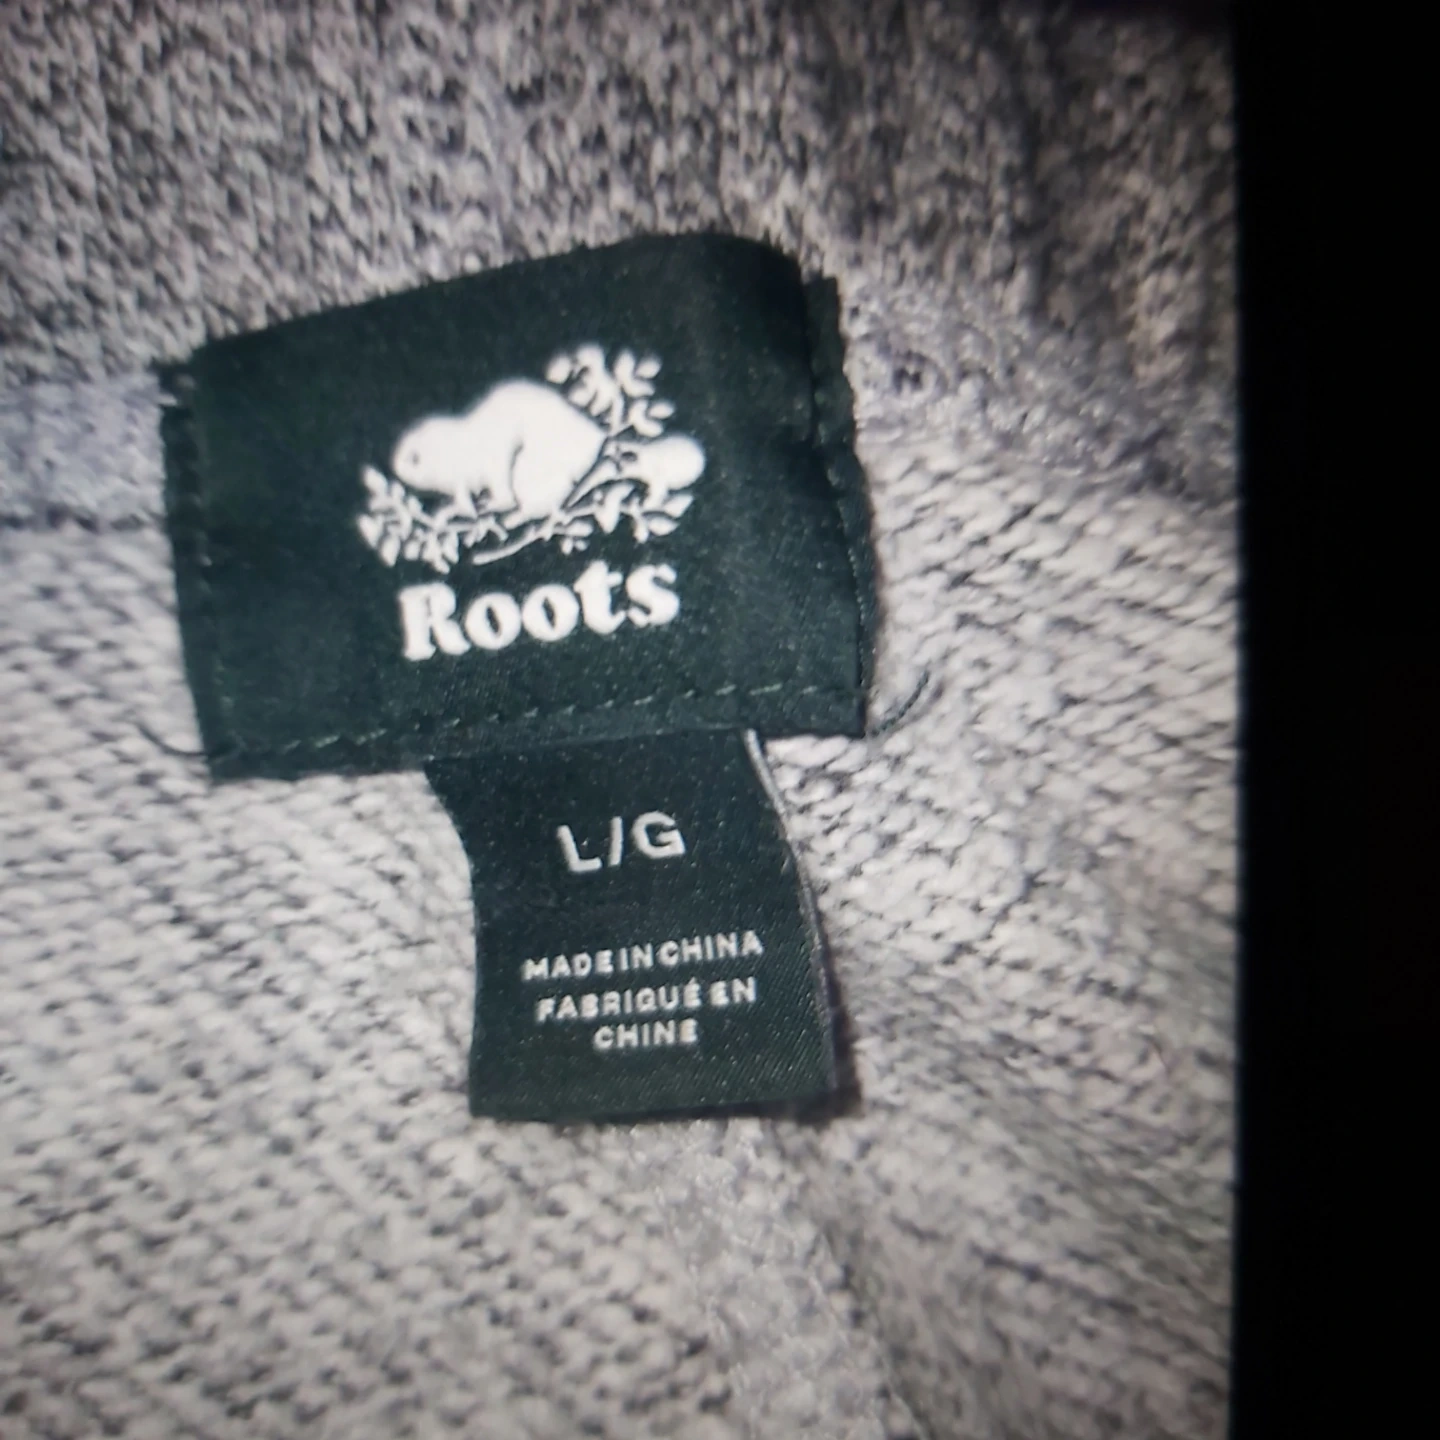 Roots
L/G
MADE IN CHINA
FABRIQUÉ EN
CHINE